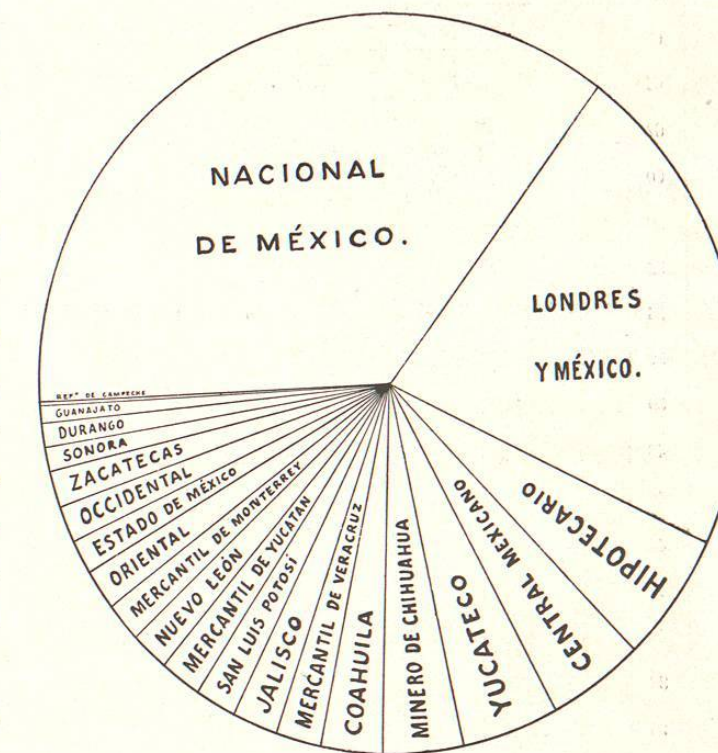 NACIONAL
DE MÉXICO.
LONDRES
Y MÉXICO.
HIPOTECARIO
CENTRAL MEXICANO
YUCATECO
MINERO DE CHIHUAHUA
COAHUILA
MERCANTIL DE VERACRUZ
JALISCO
SAN LUIS POTOSÍ
MERCANTIL DE YUCATAN
NUEVO LEÓN
MERCANTIL DE MONTERREY
ORIENTAL
ESTADO DE MÉXICO
OCCIDENTAL
ZACATECAS
SONORA
DURANGO
GUANAJATO
DE CAMPECHE